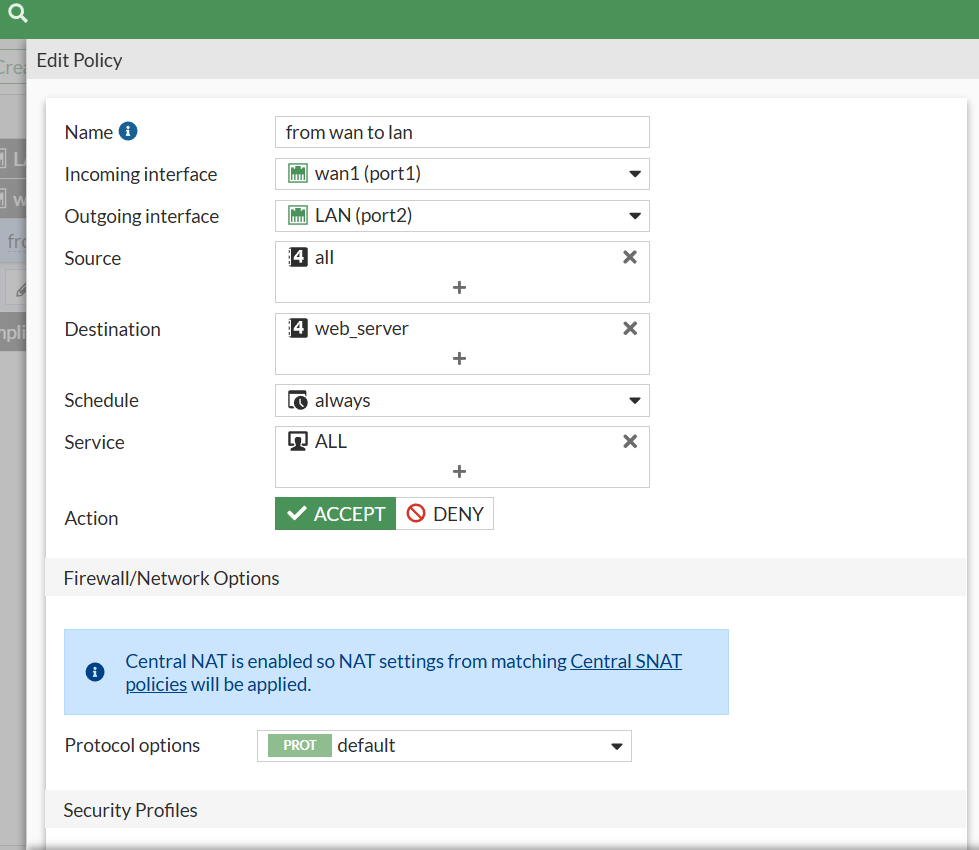 Edit Policy
Name
from wan to lan
Incoming interface
wan1 (port1)
Outgoing interface
LAN (port2)
Source
4 all
Destination
4 web_server
Schedule
always
Service
ALL
Action
ACCEPT
DENY
Firewall/Network Options
Central NAT is enabled so NAT settings from matching Central SNAT
policies will be applied.
Protocol options
PROT default
Security Profiles